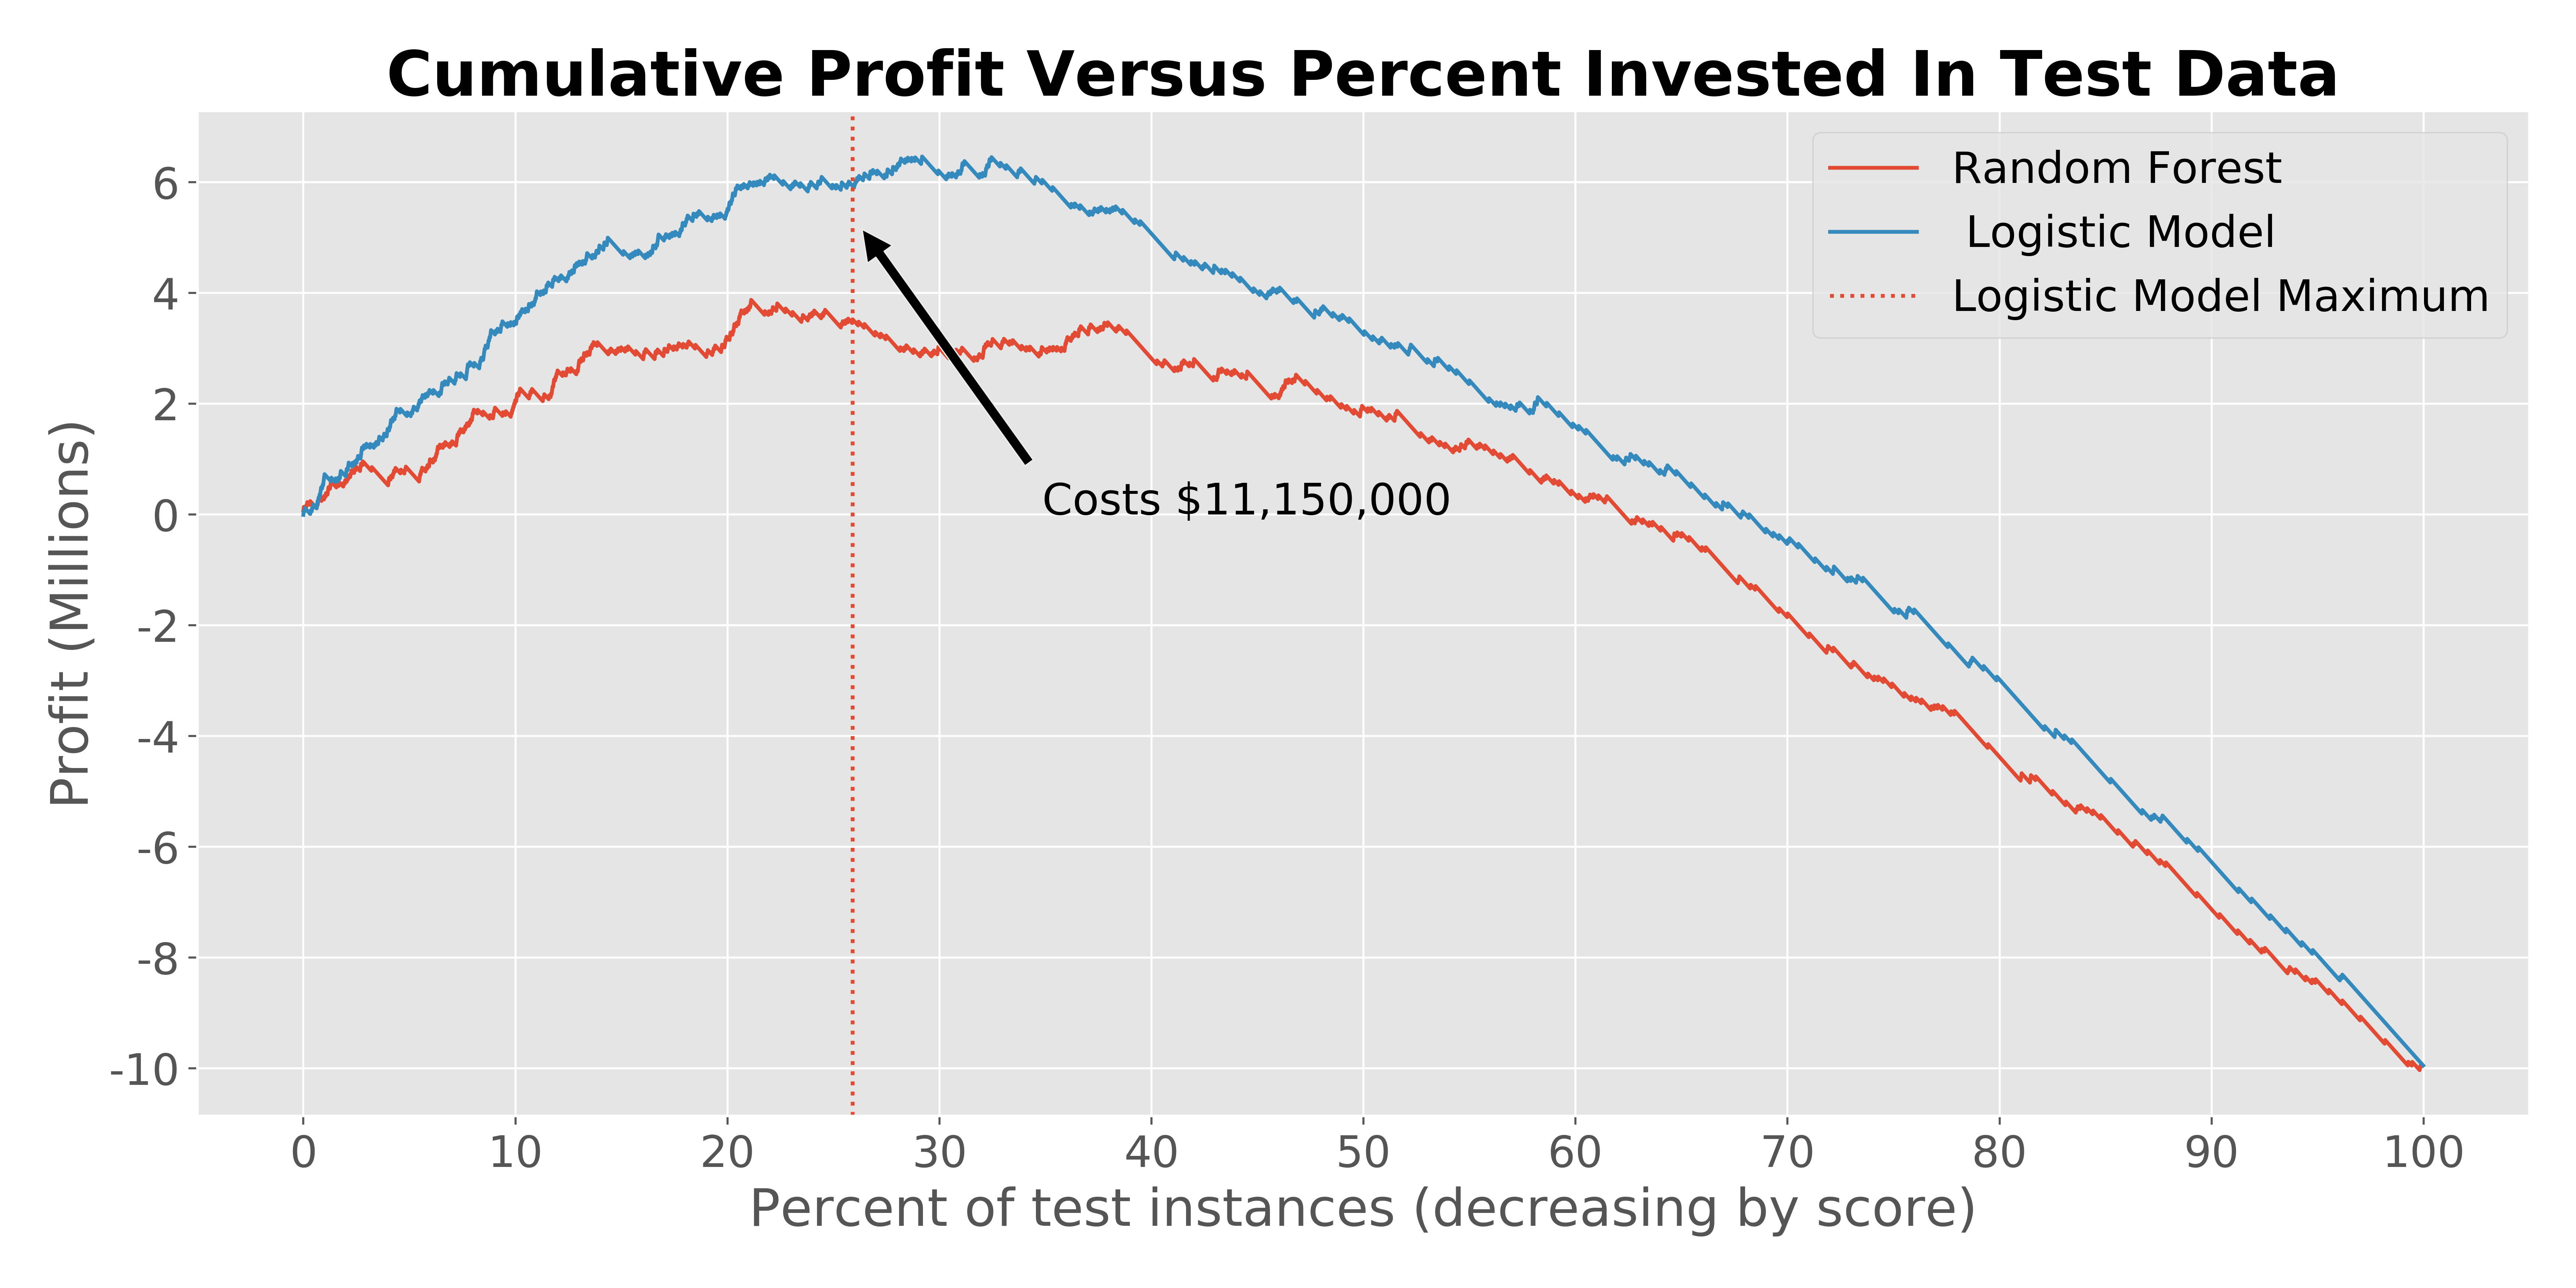 Cumulative Profit Versus Percent Invested In Test Data
Random Forest
Logistic Model
Logistic Model Maximum
Costs $11,150,000
Profit (Millions)
6
4
2
0
-2
-4
-6
-8
-10
0 10 20 30 40 50 60 70 80 90 100
Percent of test instances (decreasing by score)